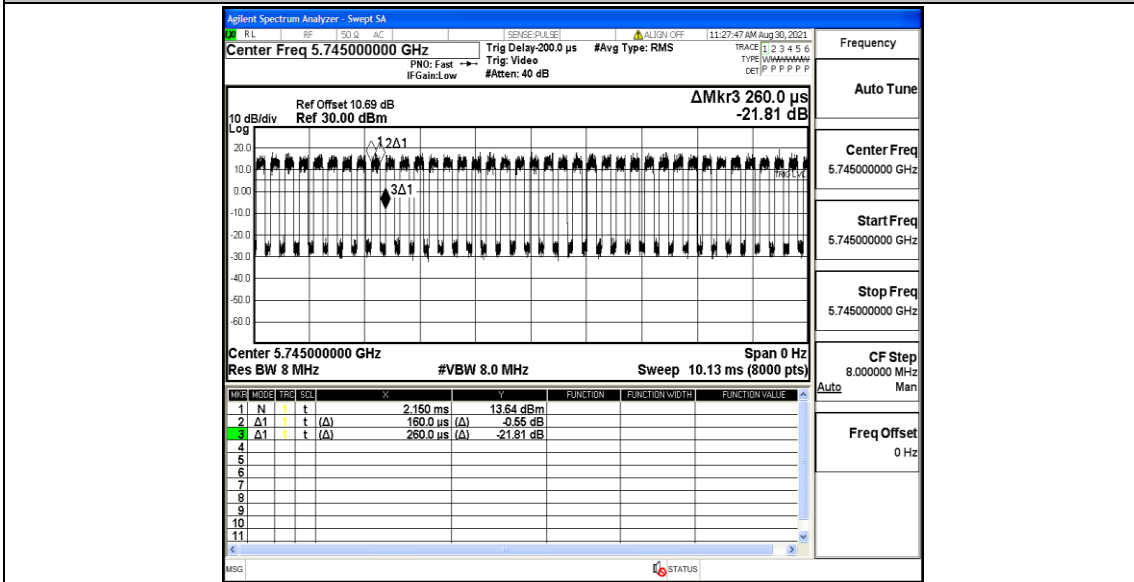 Agilent Spectrum Analyzer - Swept SA
RL RF 50 Ω AC SENSE:PULSE ALIGN OFF 11:27:47 AM Aug 30, 2021
Center Freq 5.745000000 GHz Trig Delay-200.0 µs #Avg Type: RMS TRACE 1 2 3 4 5 6
PNO: Fast Trig: Video TYPE
IFGain:Low #Atten: 40 dB DET P P P P P P
Frequency
Auto Tune
Center Freq
5.745000000 GHz
Start Freq
5.745000000 GHz
Stop Freq
5.745000000 GHz
CF Step
8.000000 MHz
Auto Man
Freq Offset
0 Hz
ΔMkr3 260.0 µs
-21.81 dB
Ref Offset 10.69 dB
10 dB/div Ref 30.00 dBm
Log
20.0
10.0
0.00
-10.0
-20.0
-30.0
-40.0
-50.0
-60.0
1 2Δ1
3Δ1
TRIG LVL
Center 5.745000000 GHz Span 0 Hz
Res BW 8 MHz #VBW 8.0 MHz Sweep 10.13 ms (8000 pts)
MKR MODE TRC SCL X Y FUNCTION FUNCTION WIDTH FUNCTION VALUE
1 N 1 t 2.150 ms 13.64 dBm
2 Δ1 1 t (Δ) 160.0 µs (Δ) -0.55 dB
3 Δ1 1 t (Δ) 260.0 µs (Δ) -21.81 dB
4
5
6
7
8
9
10
11
MSG STATUS